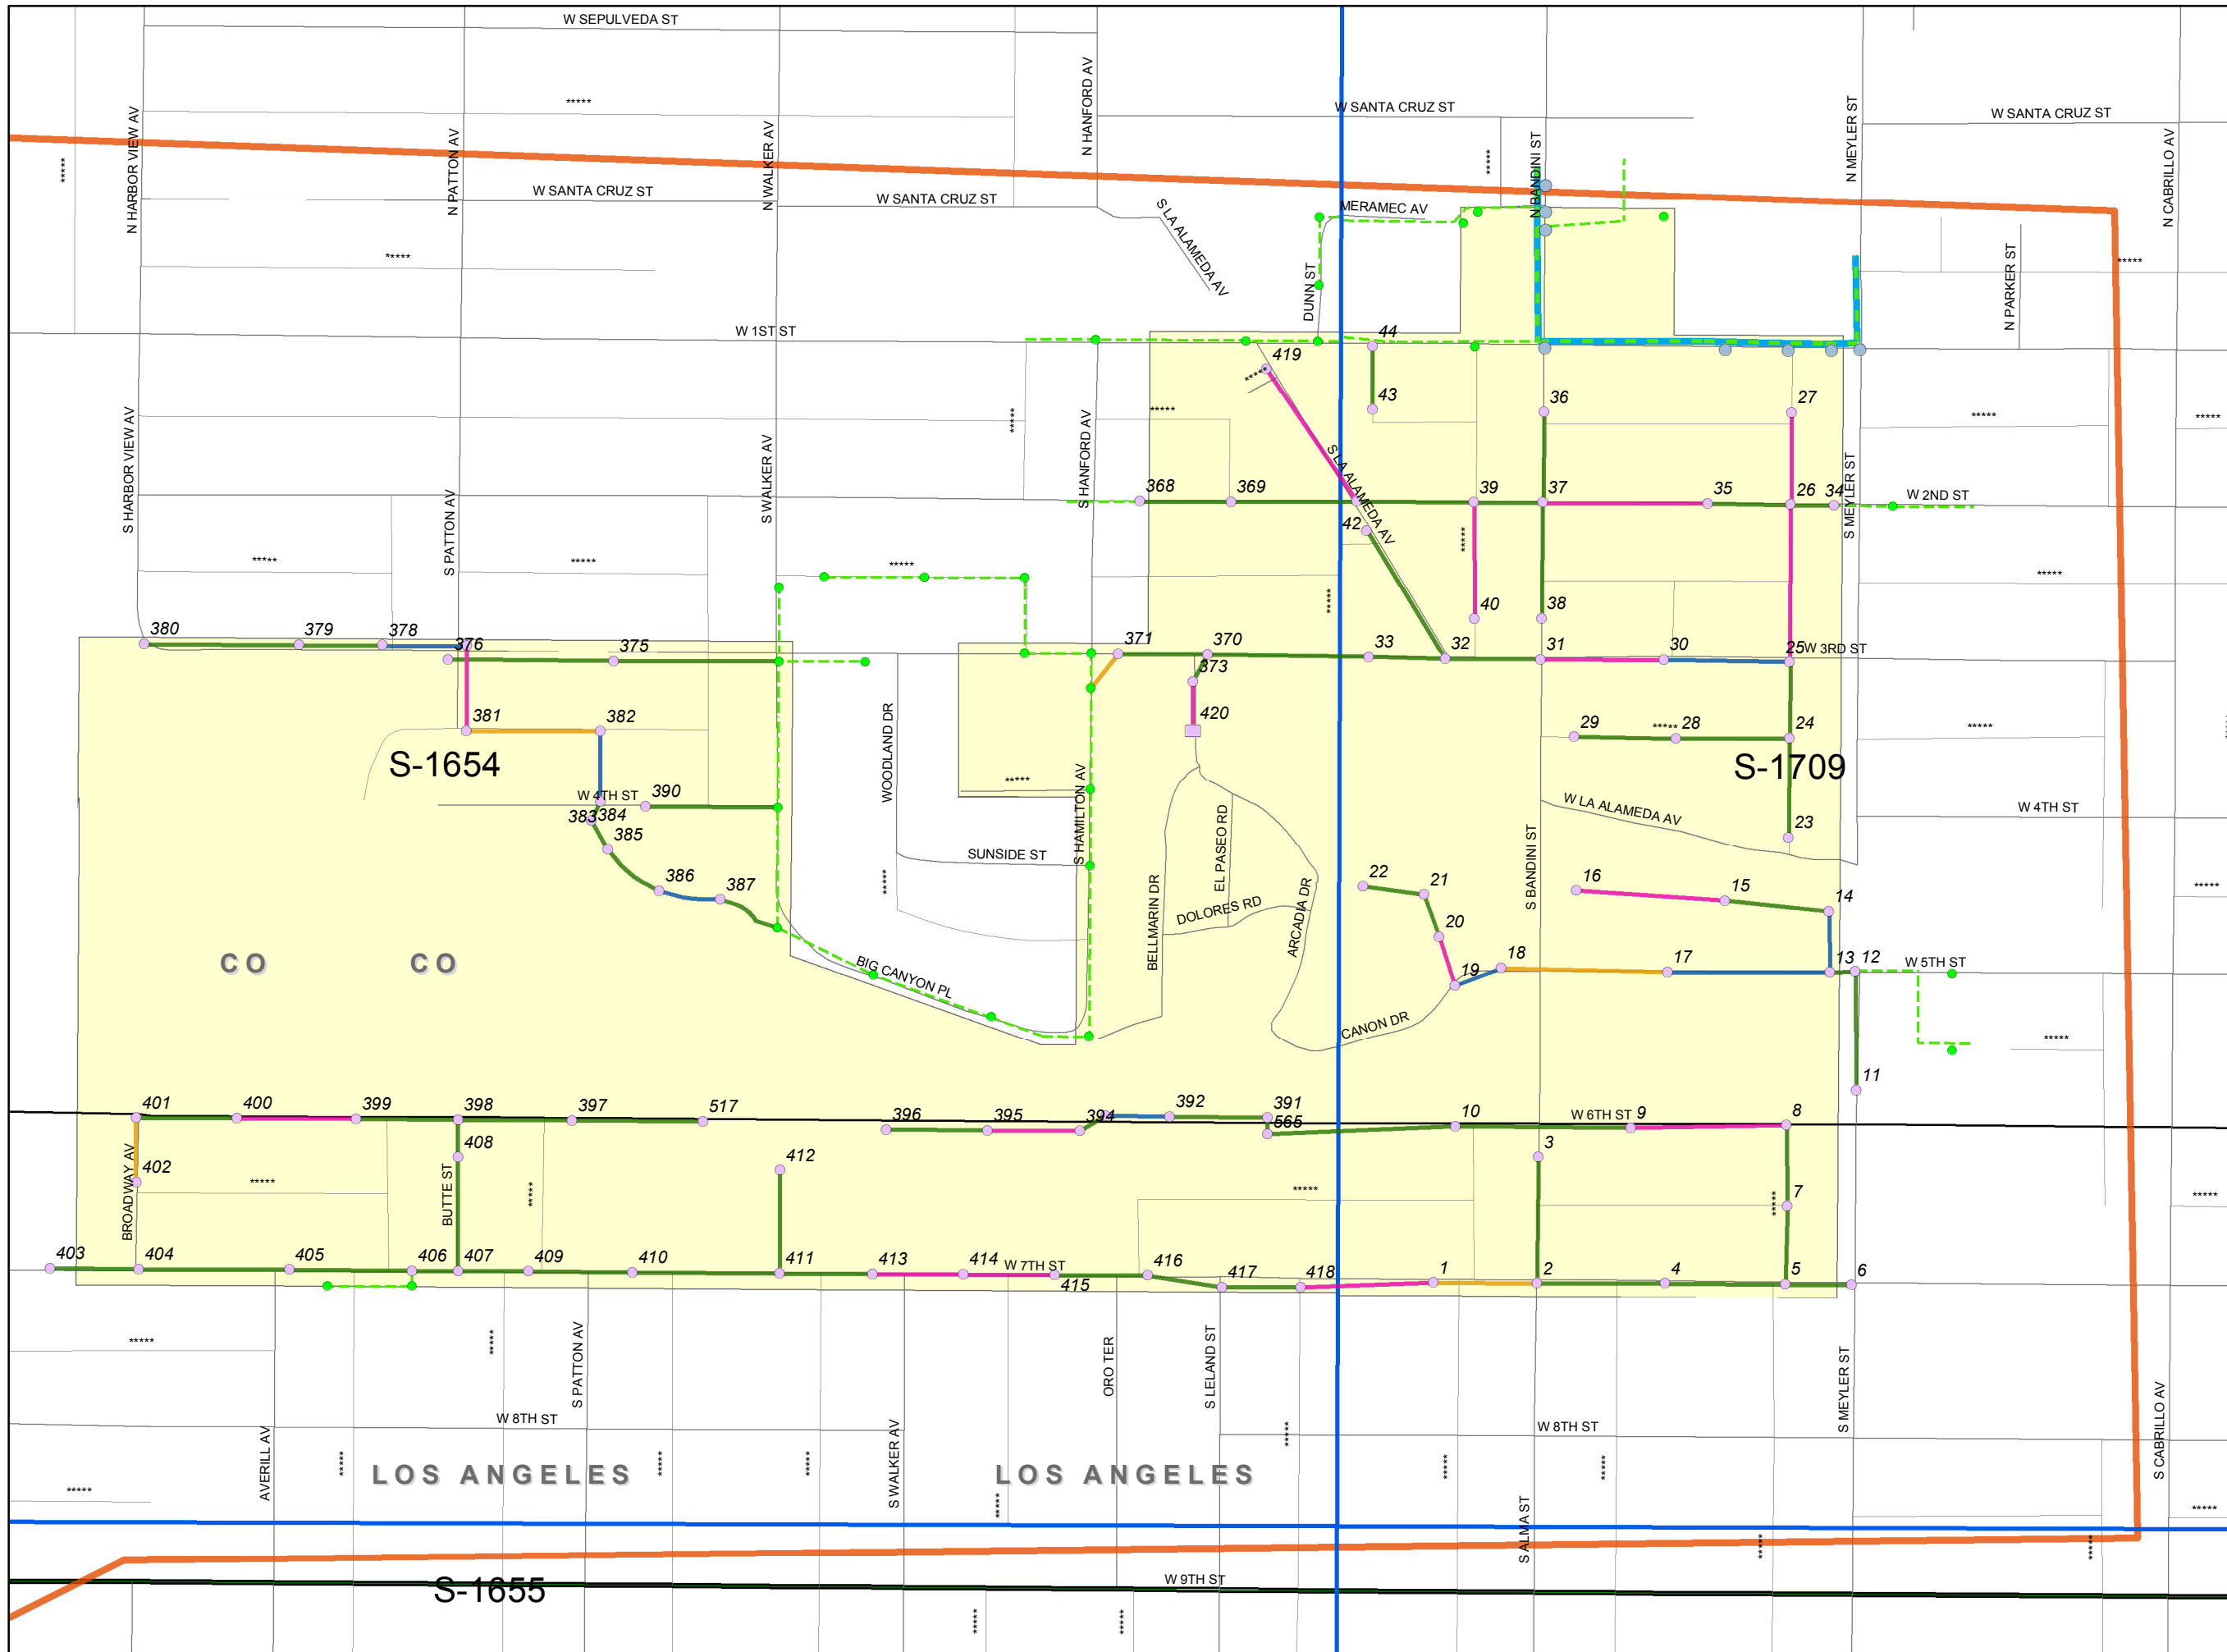 W SEPULVEDA ST
*****
W SANTA CRUZ ST
W SANTA CRUZ ST
N HARBOR VIEW AV
N PATTON AV
N WALKER AV
N HANFORD AV
N BANDINI ST
N MEYLER ST
N CABRILLO AV
*****
*****
W SANTA CRUZ ST
W SANTA CRUZ ST
S LA ALAMEDA AV
MERAMEC AV
DUNN ST
N PARKER ST
*****
*****
W 1ST ST
44
419
*****
43
36
27
*****
*****
*****
*****
S HARBOR VIEW AV
S PATTON AV
S WALKER AV
S HANFORD AV
S LA ALAMEDA AV
S MEYLER ST
368
369
39
37
35
26
34
W 2ND ST
42
*****
*****
*****
*****
*****
*****
40
38
380
379
378
376
375
371
370
33
32
31
30
25
W 3RD ST
373
381
382
420
29
*****
28
24
*****
*****
S-1654
S-1709
WOODLAND DR
*****
S HAMILTON AV
W 4TH ST
390
383
384
385
EL PASEO RD
W LA ALAMEDA AV
23
W 4TH ST
SUNSIDE ST
*****
386
387
BELLMARIN DR
DOLORES RD
ARCADIA DR
S BANDINI ST
22
21
20
16
15
14
*****
CO
CO
BIG CANYON PL
19
18
17
13
12
W 5TH ST
CANON DR
*****
11
401
400
399
398
397
517
396
395
394
392
391
565
10
W 6TH ST
9
8
408
3
412
402
BROADWAY AV
BUTTE ST
*****
*****
*****
*****
*****
7
403
404
405
406
407
409
410
411
413
414
W 7TH ST
415
416
417
418
1
2
4
5
6
*****
*****
S PATTON AV
ORO TER
S LELAND ST
S MEYLER ST
W 8TH ST
W 8TH ST
AVERILL AV
*****
*****
*****
S WALKER AV
*****
*****
*****
S CABRILLO AV
LOS ANGELES
LOS ANGELES
*****
*****
*****
S ALMA ST
*****
*****
S-1655
W 9TH ST
*****
*****